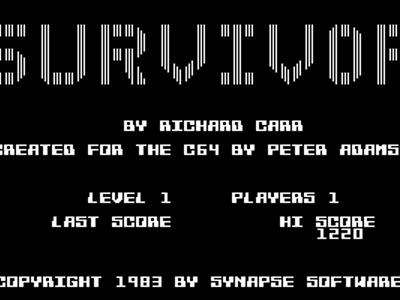 SURVIVOR
BY RICHARD CARR
CREATED FOR THE C64 BY PETER ADAMS
LEVEL 1 PLAYERS 1
LAST SCORE HI SCORE
1220
COPYRIGHT 1983 BY SYNAPSE SOFTWARE